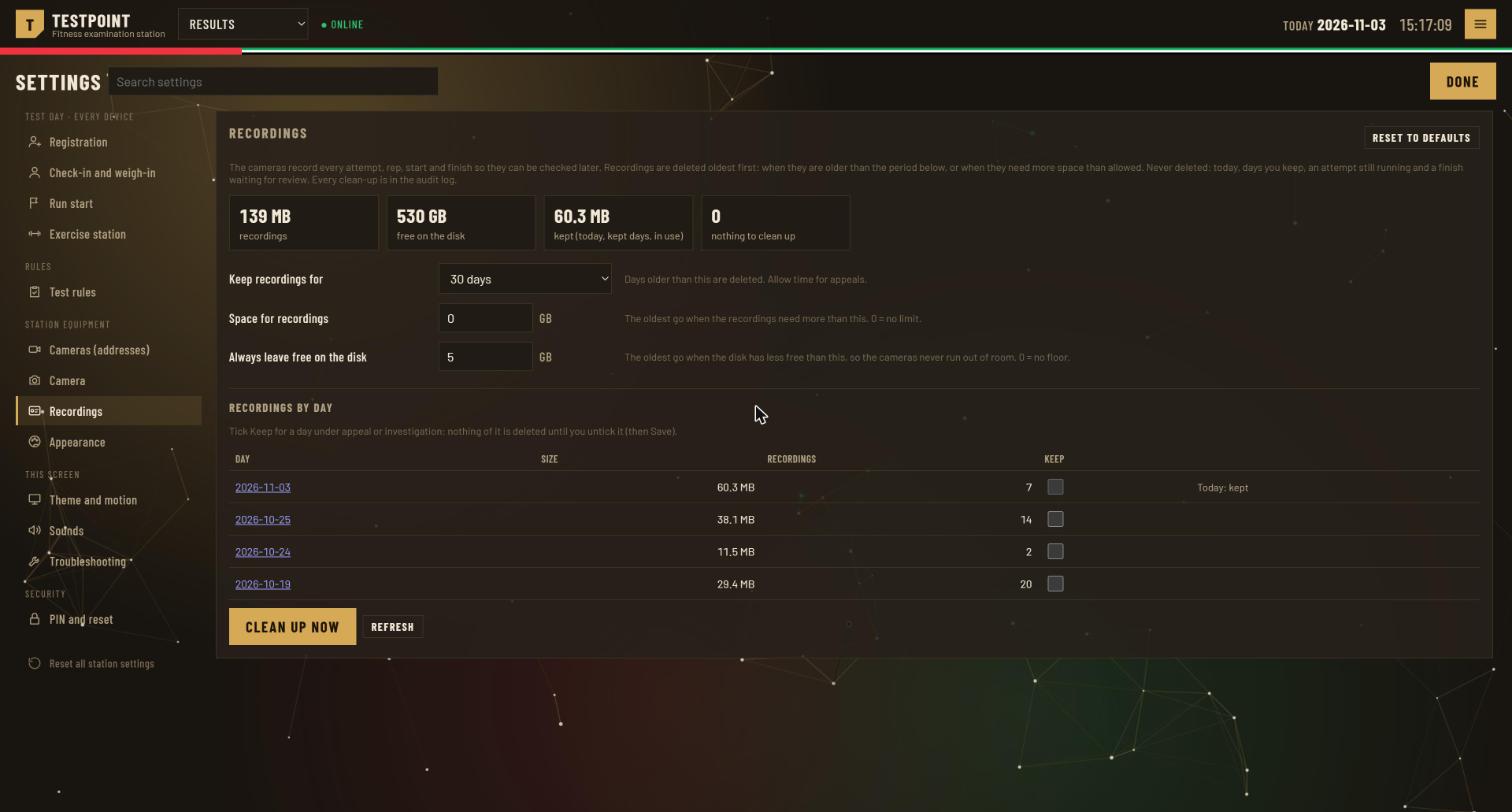 T
TESTPOINT
Fitness examination station
RESULTS
ONLINE
TODAY 2026-11-03 15:17:09
SETTINGS
Search settings
DONE
TEST DAY - EVERY DEVICE
Registration
Check-in and weigh-in
Run start
Exercise station
RULES
Test rules
STATION EQUIPMENT
Cameras (addresses)
Camera
Recordings
Appearance
THIS SCREEN
Theme and motion
Sounds
Troubleshooting
SECURITY
PIN and reset
Reset all station settings
RECORDINGS
RESET TO DEFAULTS
The cameras record every attempt, rep, start and finish so they can be checked later. Recordings are deleted oldest first: when they are older than the period below, or when they need more space than allowed. Never deleted: today, days you keep, an attempt still running and a finish
waiting for review. Every clean-up is in the audit log.
139 MB
recordings
530 GB
free on the disk
60.3 MB
kept (today, kept days, in use)
0
nothing to clean up
Keep recordings for 30 days Days older than this are deleted. Allow time for appeals.
Space for recordings 0 GB The oldest go when the recordings need more than this. 0 = no limit.
Always leave free on the disk 5 GB The oldest go when the disk has less free than this, so the cameras never run out of room. 0 = no floor.
RECORDINGS BY DAY
Tick Keep for a day under appeal or investigation: nothing of it is deleted until you untick it (then Save).
DAY SIZE RECORDINGS KEEP
2026-11-03 60.3 MB 7 Today: kept
2026-10-25 38.1 MB 14
2026-10-24 11.5 MB 2
2026-10-19 29.4 MB 20
CLEAN UP NOW
REFRESH